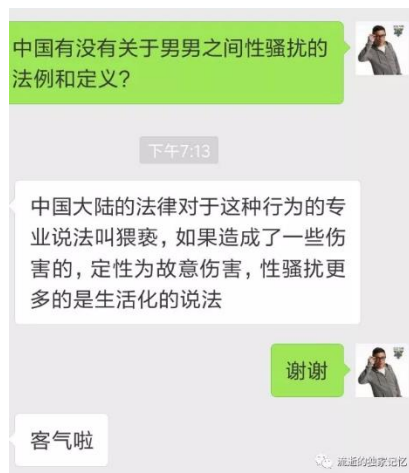 中国有没有关于男男之间性骚扰的
法例和定义？
下午7:13
中国大陆的法律对于这种行为的专
业说法叫猥亵，如果造成了一些伤
害的，定性为故意伤害，性骚扰更
多的是生活化的说法
谢谢
客气啦
流逝的独家记忆